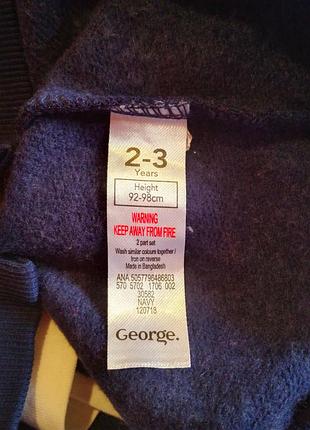 2-3
Years
Height
92-98cm
WARNING
KEEP AWAY FROM FIRE
2 part set
Wash similar colours together /
Iron on reverse
Made in Bangladesh
ANA 5057796486803
570 5702 1706 002
30582
NAVY
120718
George.